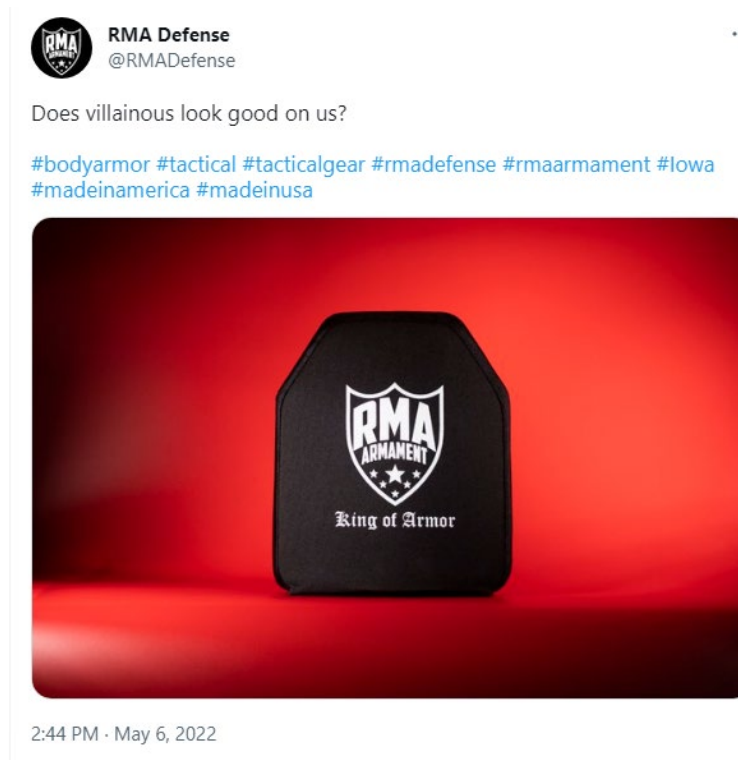 RMA Defense
@RMADefense
Does villainous look good on us?
#bodyarmor #tactical #tacticalgear #rmadefense #rmaarmament #Iowa
#madeinamerica #madeinusa
RMA
ARMAMENT
King of Armor
2:44 PM · May 6, 2022